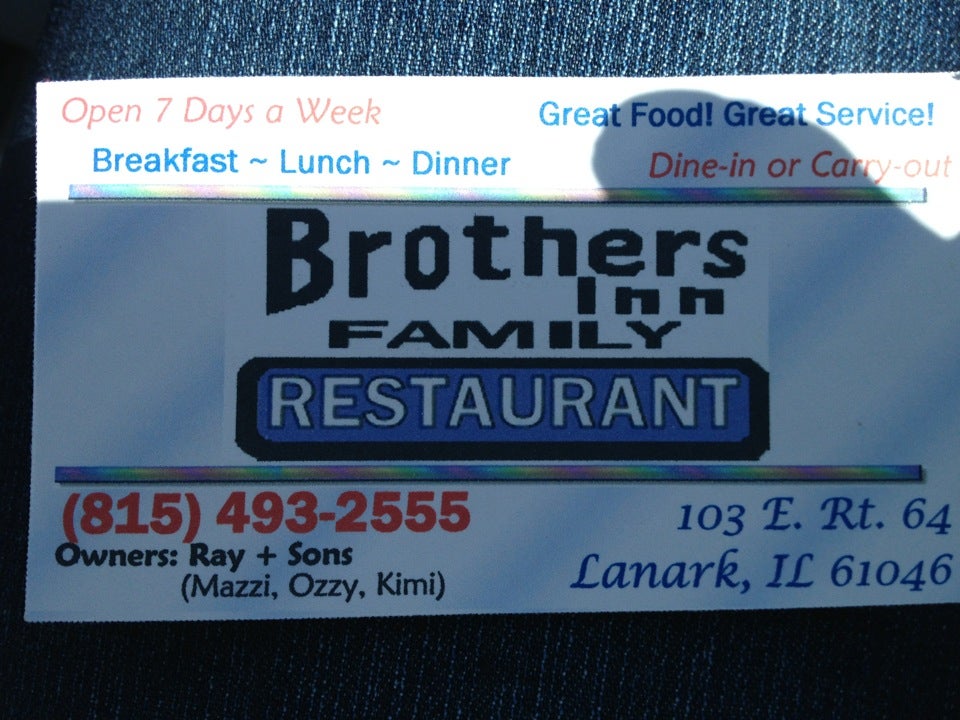 Open 7 Days a Week
Great Food! Great Service!
Breakfast ~ Lunch ~ Dinner
Dine-in or Carry-out
Brothers
Inn
FAMILY
RESTAURANT
(815) 493-2555
103 E. Rt. 64
Owners: Ray + Sons
Lanark, IL 61046
(Mazzi, Ozzy, Kimi)